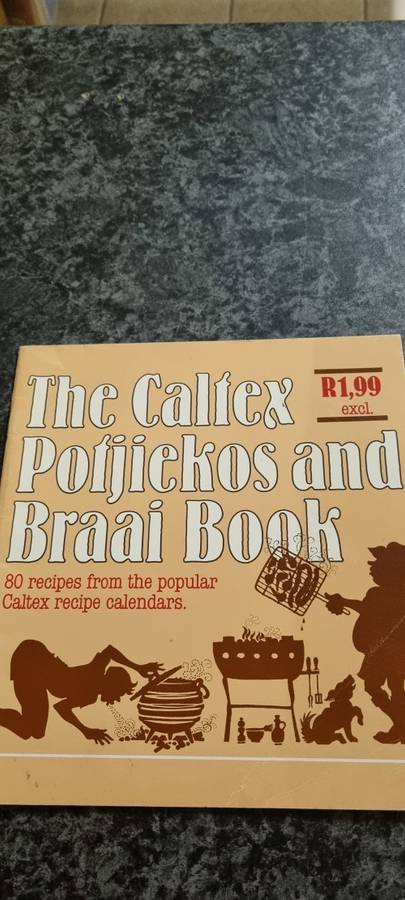 The Caltex
R1,99
excl.
Potjiekos and
Braai Book
80 recipes from the popular
Caltex recipe calendars.